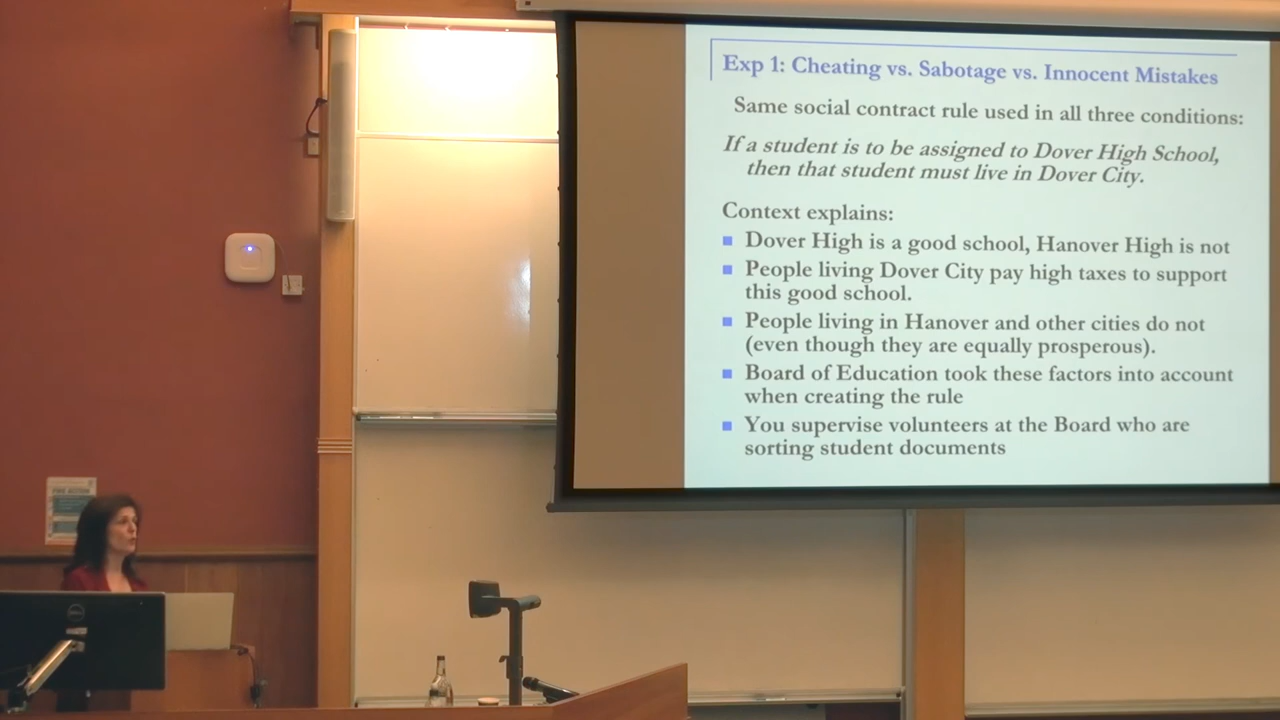 Exp 1: Cheating vs. Sabotage vs. Innocent Mistakes
Same social contract rule used in all three conditions:
If a student is to be assigned to Dover High School,
then that student must live in Dover City.
Context explains:
Dover High is a good school, Hanover High is not
People living Dover City pay high taxes to support
this good school.
People living in Hanover and other cities do not
(even though they are equally prosperous).
Board of Education took these factors into account
when creating the rule
You supervise volunteers at the Board who are
sorting student documents
FIRE ACTION
DELL